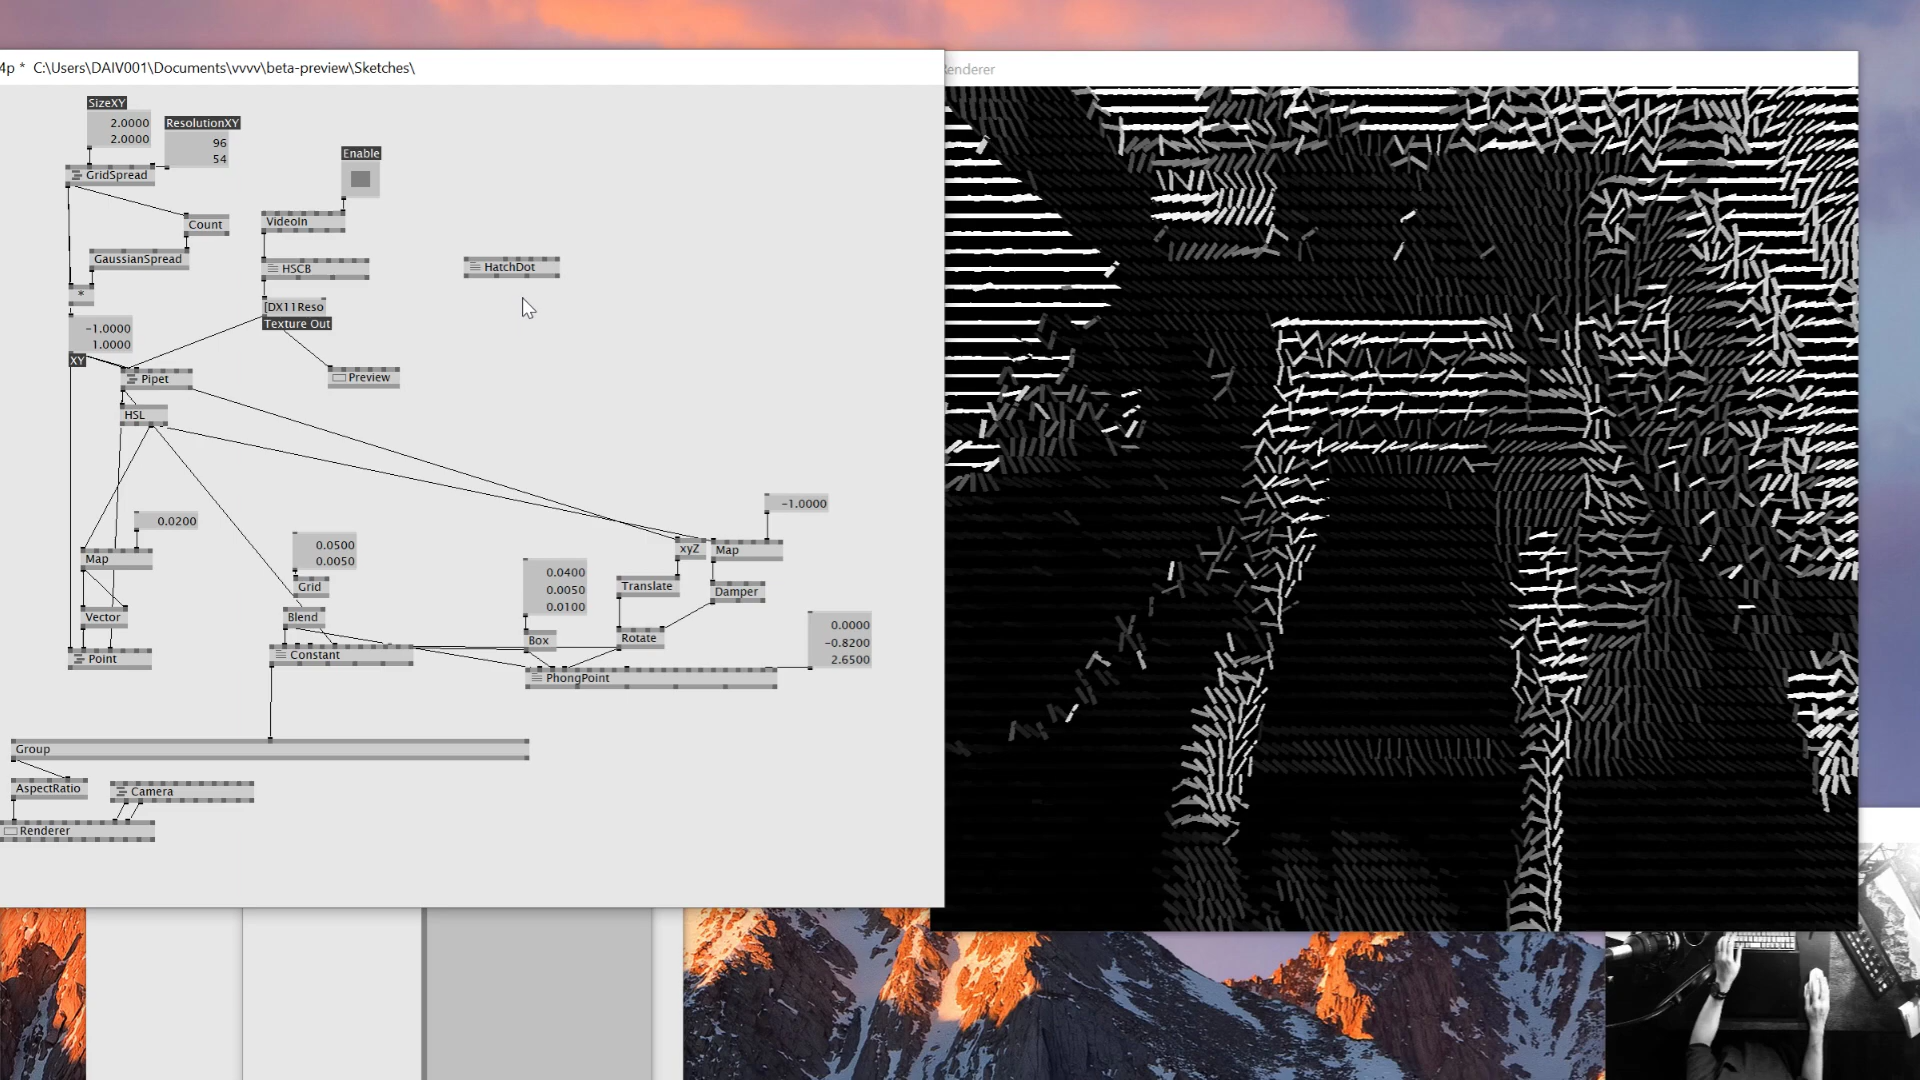 4p * C:\Users\DAIV001\Documents\vvvv\beta-preview\Sketches\
Renderer
SizeXY
2.0000
2.0000
ResolutionXY
96
54
Enable
GridSpread
VideoIn
Count
GaussianSpread
HSCB
HatchDot
*
[DX11Reso
Texture Out
-1.0000
1.0000
XY
Pipet
Preview
HSL
-1.0000
0.0200
0.0500
0.0050
Map
xyZ
Map
0.0400
0.0050
0.0100
Grid
Translate
Damper
Vector
Blend
0.0000
-0.8200
2.6500
Box
Rotate
Point
Constant
PhongPoint
Group
AspectRatio
Camera
Renderer